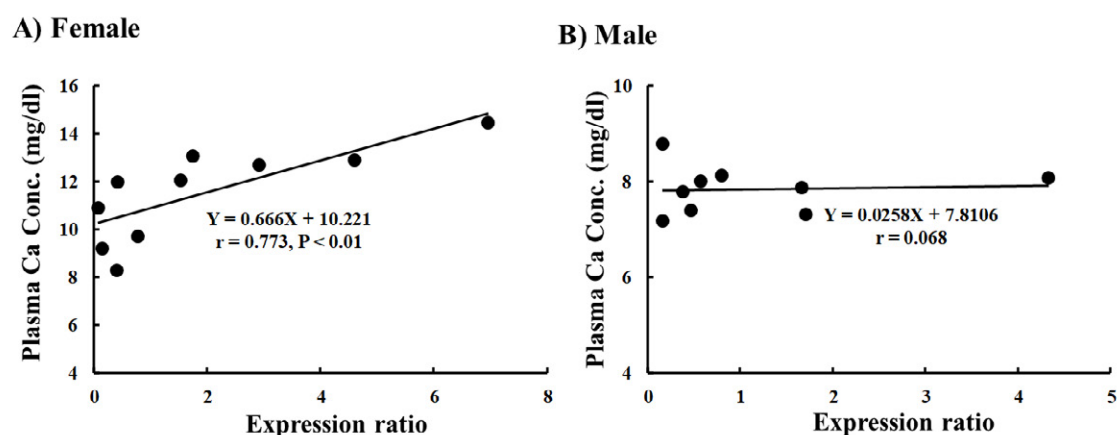 A) Female
Plasma Ca Conc. (mg/dl)
16
14
12
10
8
6
4
Y = 0.666X + 10.221
r = 0.773, P < 0.01
0
2
4
6
8
Expression ratio
B) Male
Plasma Ca Conc. (mg/dl)
10
8
6
4
Y = 0.0258X + 7.8106
r = 0.068
0
1
2
3
4
5
Expression ratio